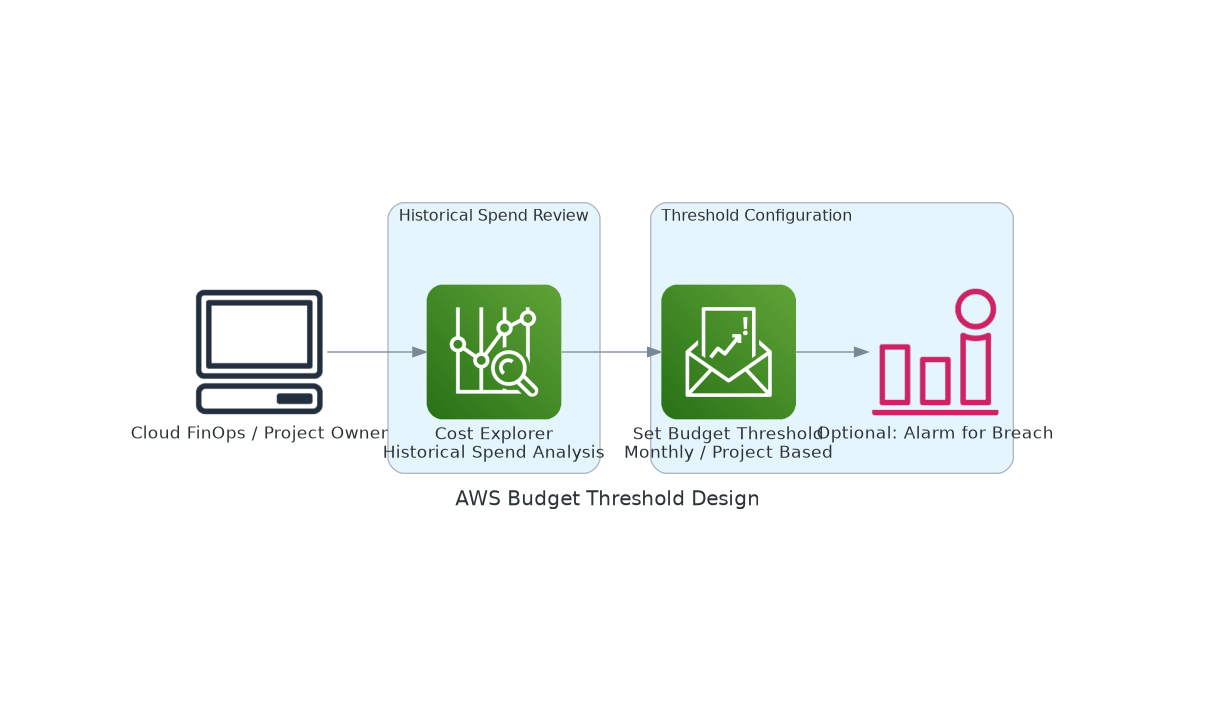 Historical Spend Review
Threshold Configuration
Cloud FinOps / Project Owner
Cost Explorer
Historical Spend Analysis
Set Budget Threshold
Monthly / Project Based
Optional: Alarm for Breach
AWS Budget Threshold Design